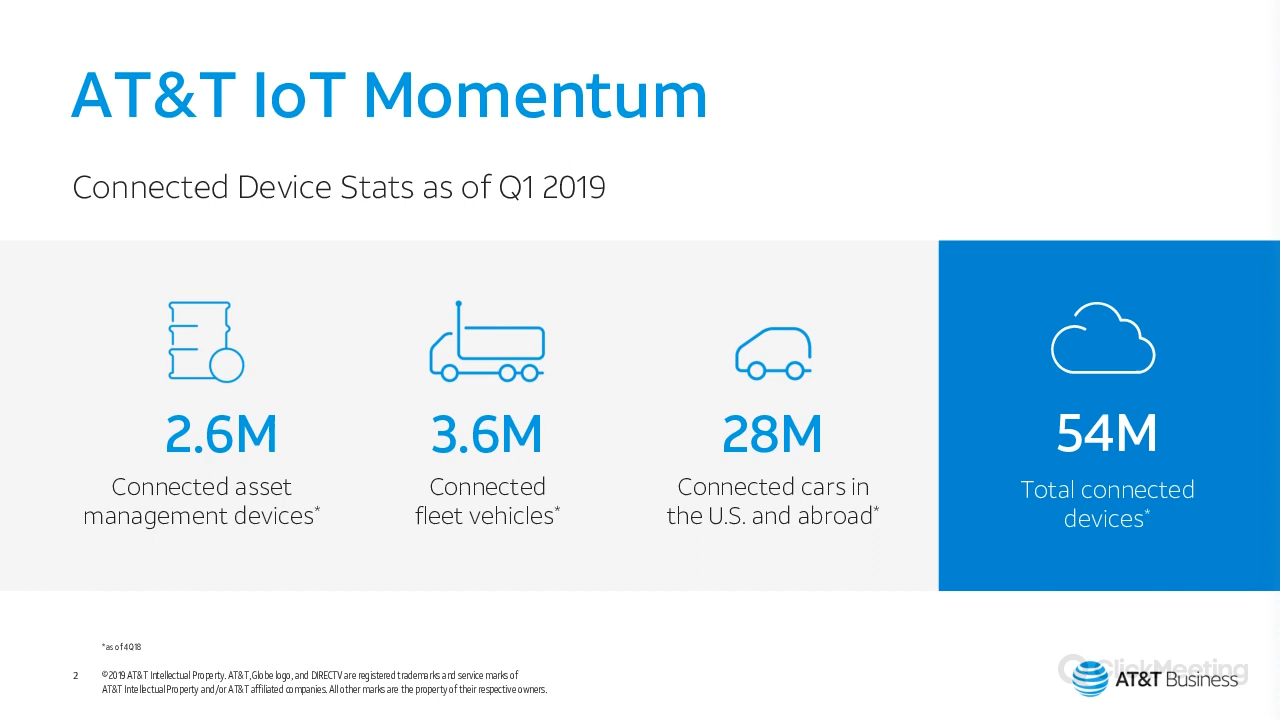 AT&T IoT Momentum
Connected Device Stats as of Q1 2019
2.6M
Connected asset
management devices*
3.6M
Connected
fleet vehicles*
28M
Connected cars in
the U.S. and abroad*
54M
Total connected
devices*
*as of 4Q18
2
©2019 AT&T Intellectual Property. AT&T, Globe logo, and DIRECTV are registered trademarks and service marks of
AT&T Intellectual Property and/or AT&T affiliated companies. All other marks are the property of their respective owners.
ClickMeeting
AT&T Business